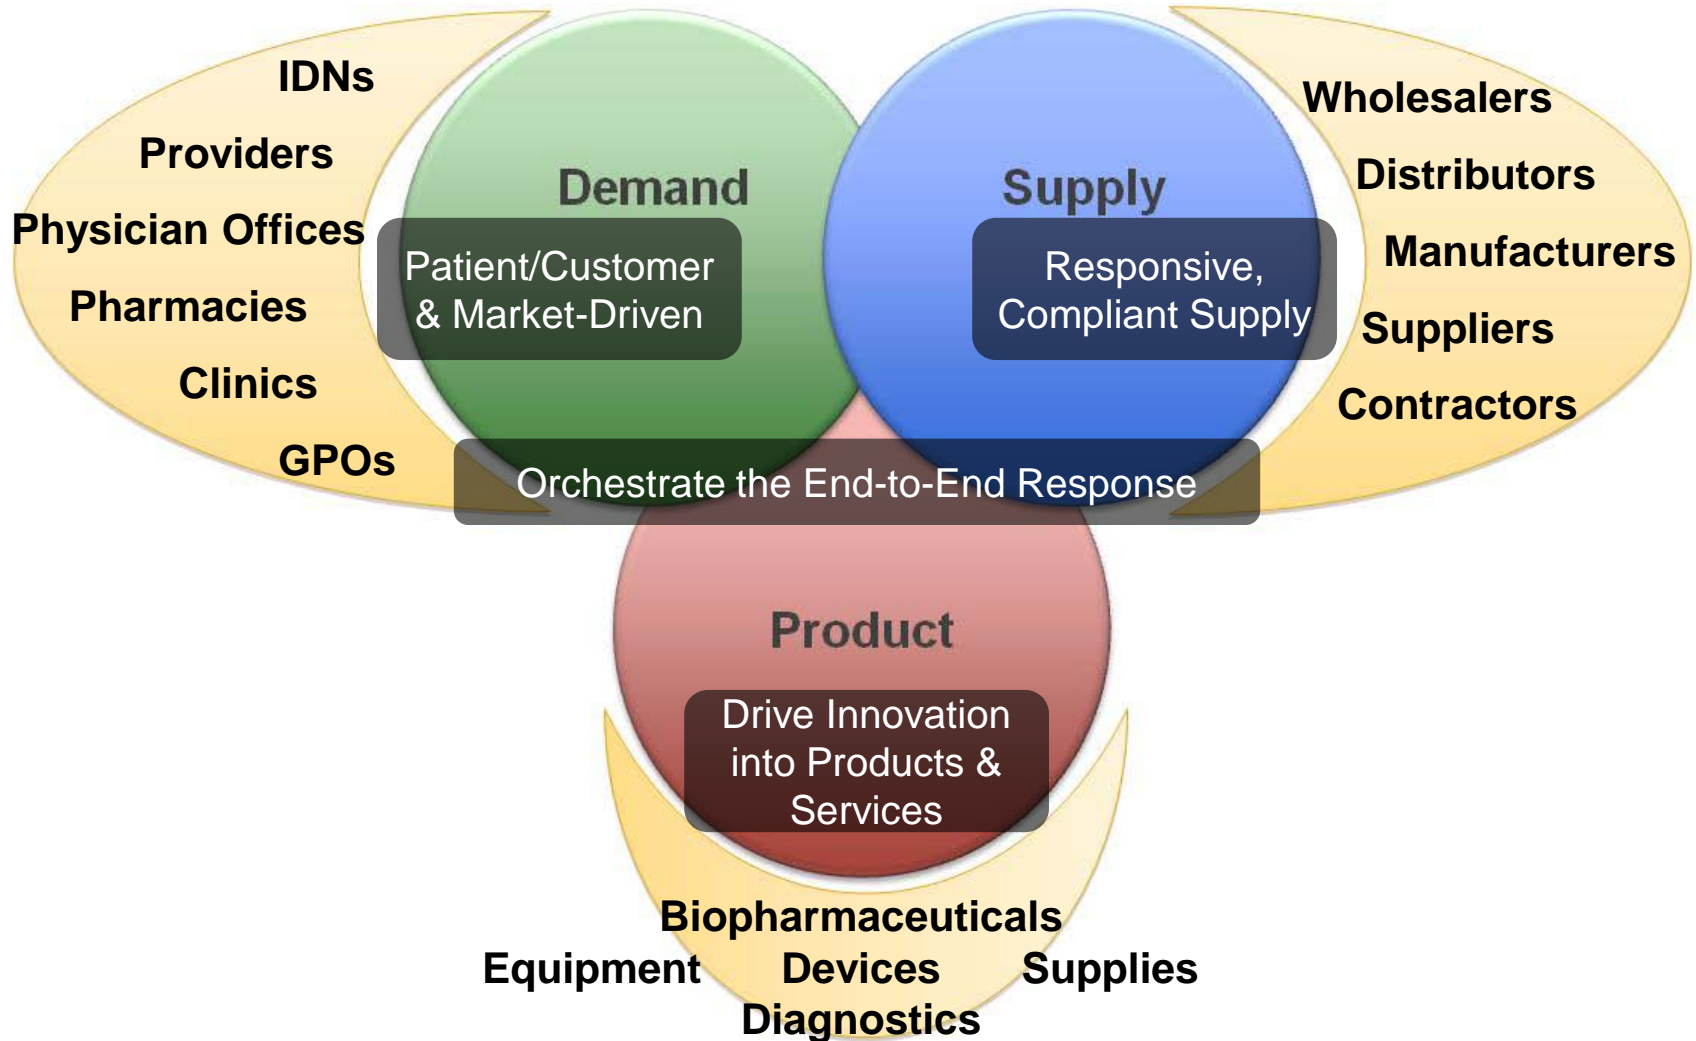 IDNs
Providers
Physician Offices
Pharmacies
Clinics
GPOs
Demand
Patient/Customer
& Market-Driven
Supply
Responsive,
Compliant Supply
Wholesalers
Distributors
Manufacturers
Suppliers
Contractors
Orchestrate the End-to-End Response
Product
Drive Innovation
into Products &
Services
Biopharmaceuticals
Equipment Devices Supplies
Diagnostics